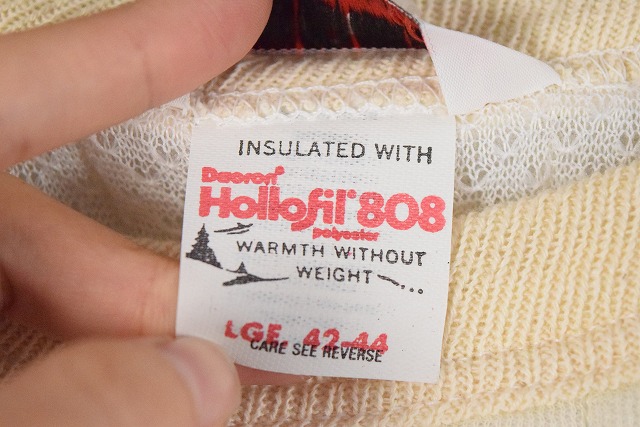 INSULATED WITH
Dacron®
Hollofil® 808
polyester
WARMTH WITHOUT
WEIGHT
LGE. 42-44
CARE SEE REVERSE